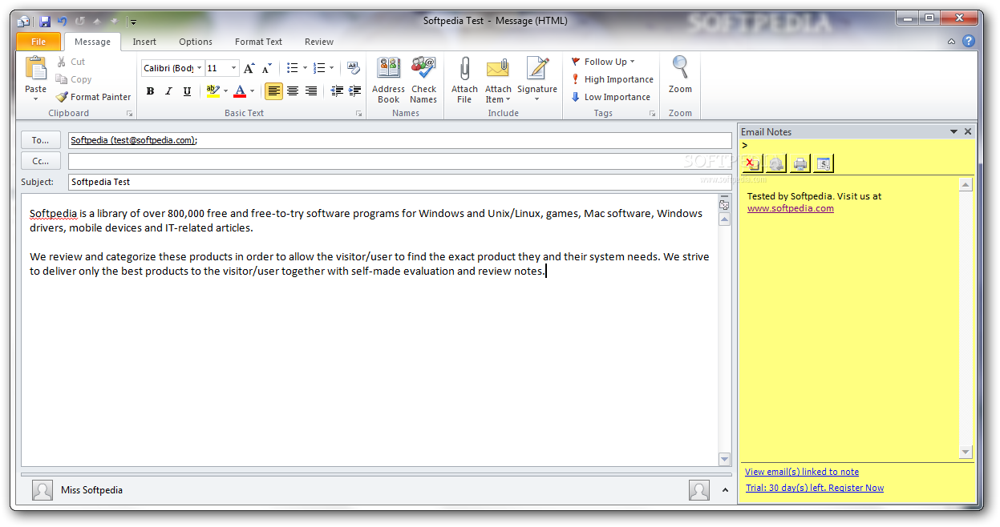 Softpedia Test - Message (HTML)
SOFTPEDIA
File Message Insert Options Format Text Review
Paste
Cut
Copy
Format Painter
Clipboard
Calibri (Body 11
B I U
Basic Text
Address Book
Check Names
Names
Attach File
Attach Item
Signature
Include
Follow Up
High Importance
Low Importance
Tags
Zoom
Zoom
To... Softpedia (test@softpedia.com);
Cc...
Subject: Softpedia Test
Softpedia is a library of over 800,000 free and free-to-try software programs for Windows and Unix/Linux, games, Mac software, Windows
drivers, mobile devices and IT-related articles.
We review and categorize these products in order to allow the visitor/user to find the exact product they and their system needs. We strive
to deliver only the best products to the visitor/user together with self-made evaluation and review notes.
Miss Softpedia
Email Notes
>
SOFTPEDIA
www.softpedia.com
Tested by Softpedia. Visit us at
www.softpedia.com
View email(s) linked to note
Trial: 30 day(s) left. Register Now